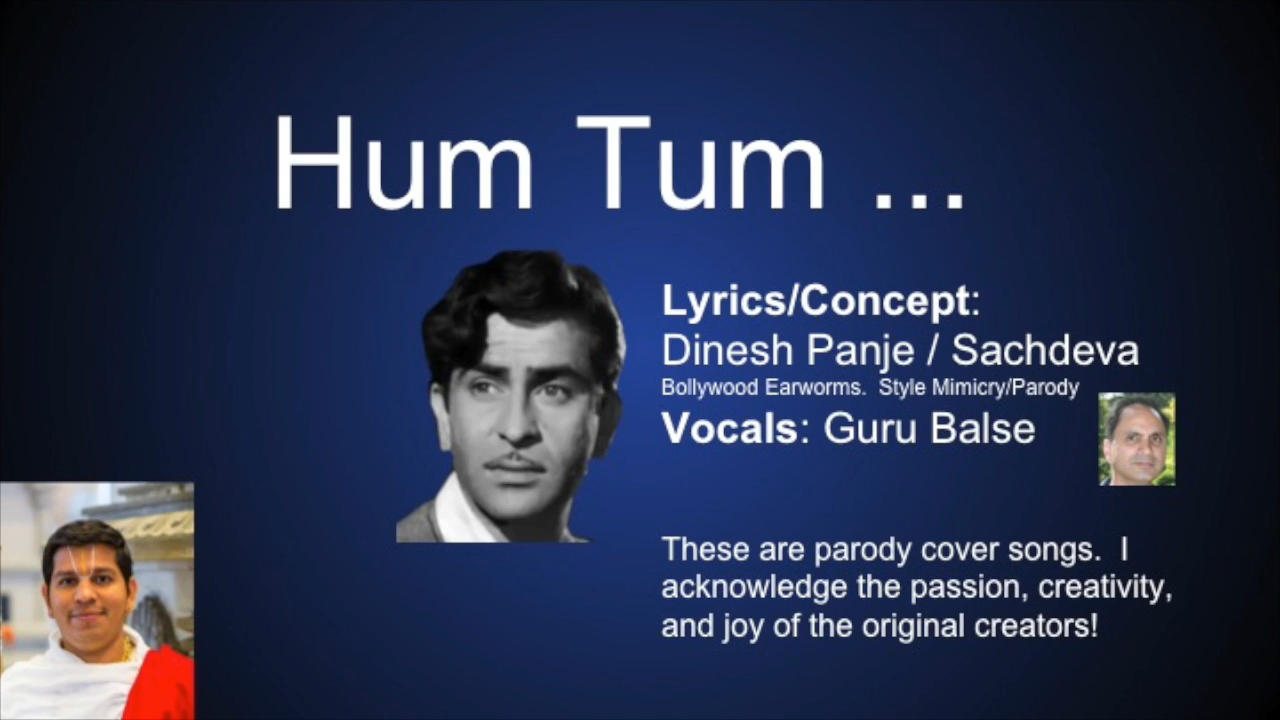 Hum Tum ...
Lyrics/Concept:
Dinesh Panje / Sachdeva
Bollywood Earworms.  Style Mimicry/Parody
Vocals: Guru Balse
These are parody cover songs.  I
acknowledge the passion, creativity,
and joy of the original creators!